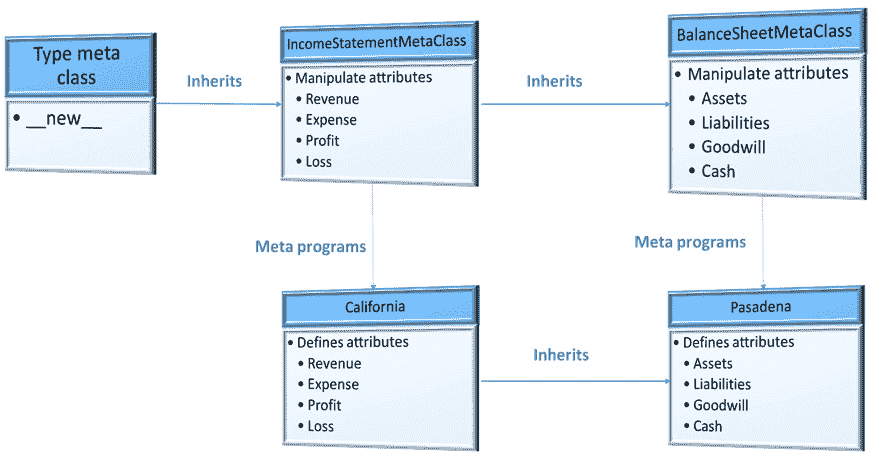 Type meta
class
• __new__
Inherits
IncomeStatementMetaClass
• Manipulate attributes
• Revenue
• Expense
• Profit
• Loss
Inherits
BalanceSheetMetaClass
• Manipulate attributes
• Assets
• Liabilities
• Goodwill
• Cash
Meta programs
Meta programs
California
• Defines attributes
• Revenue
• Expense
• Profit
• Loss
Inherits
Pasadena
• Defines attributes
• Assets
• Liabilities
• Goodwill
• Cash